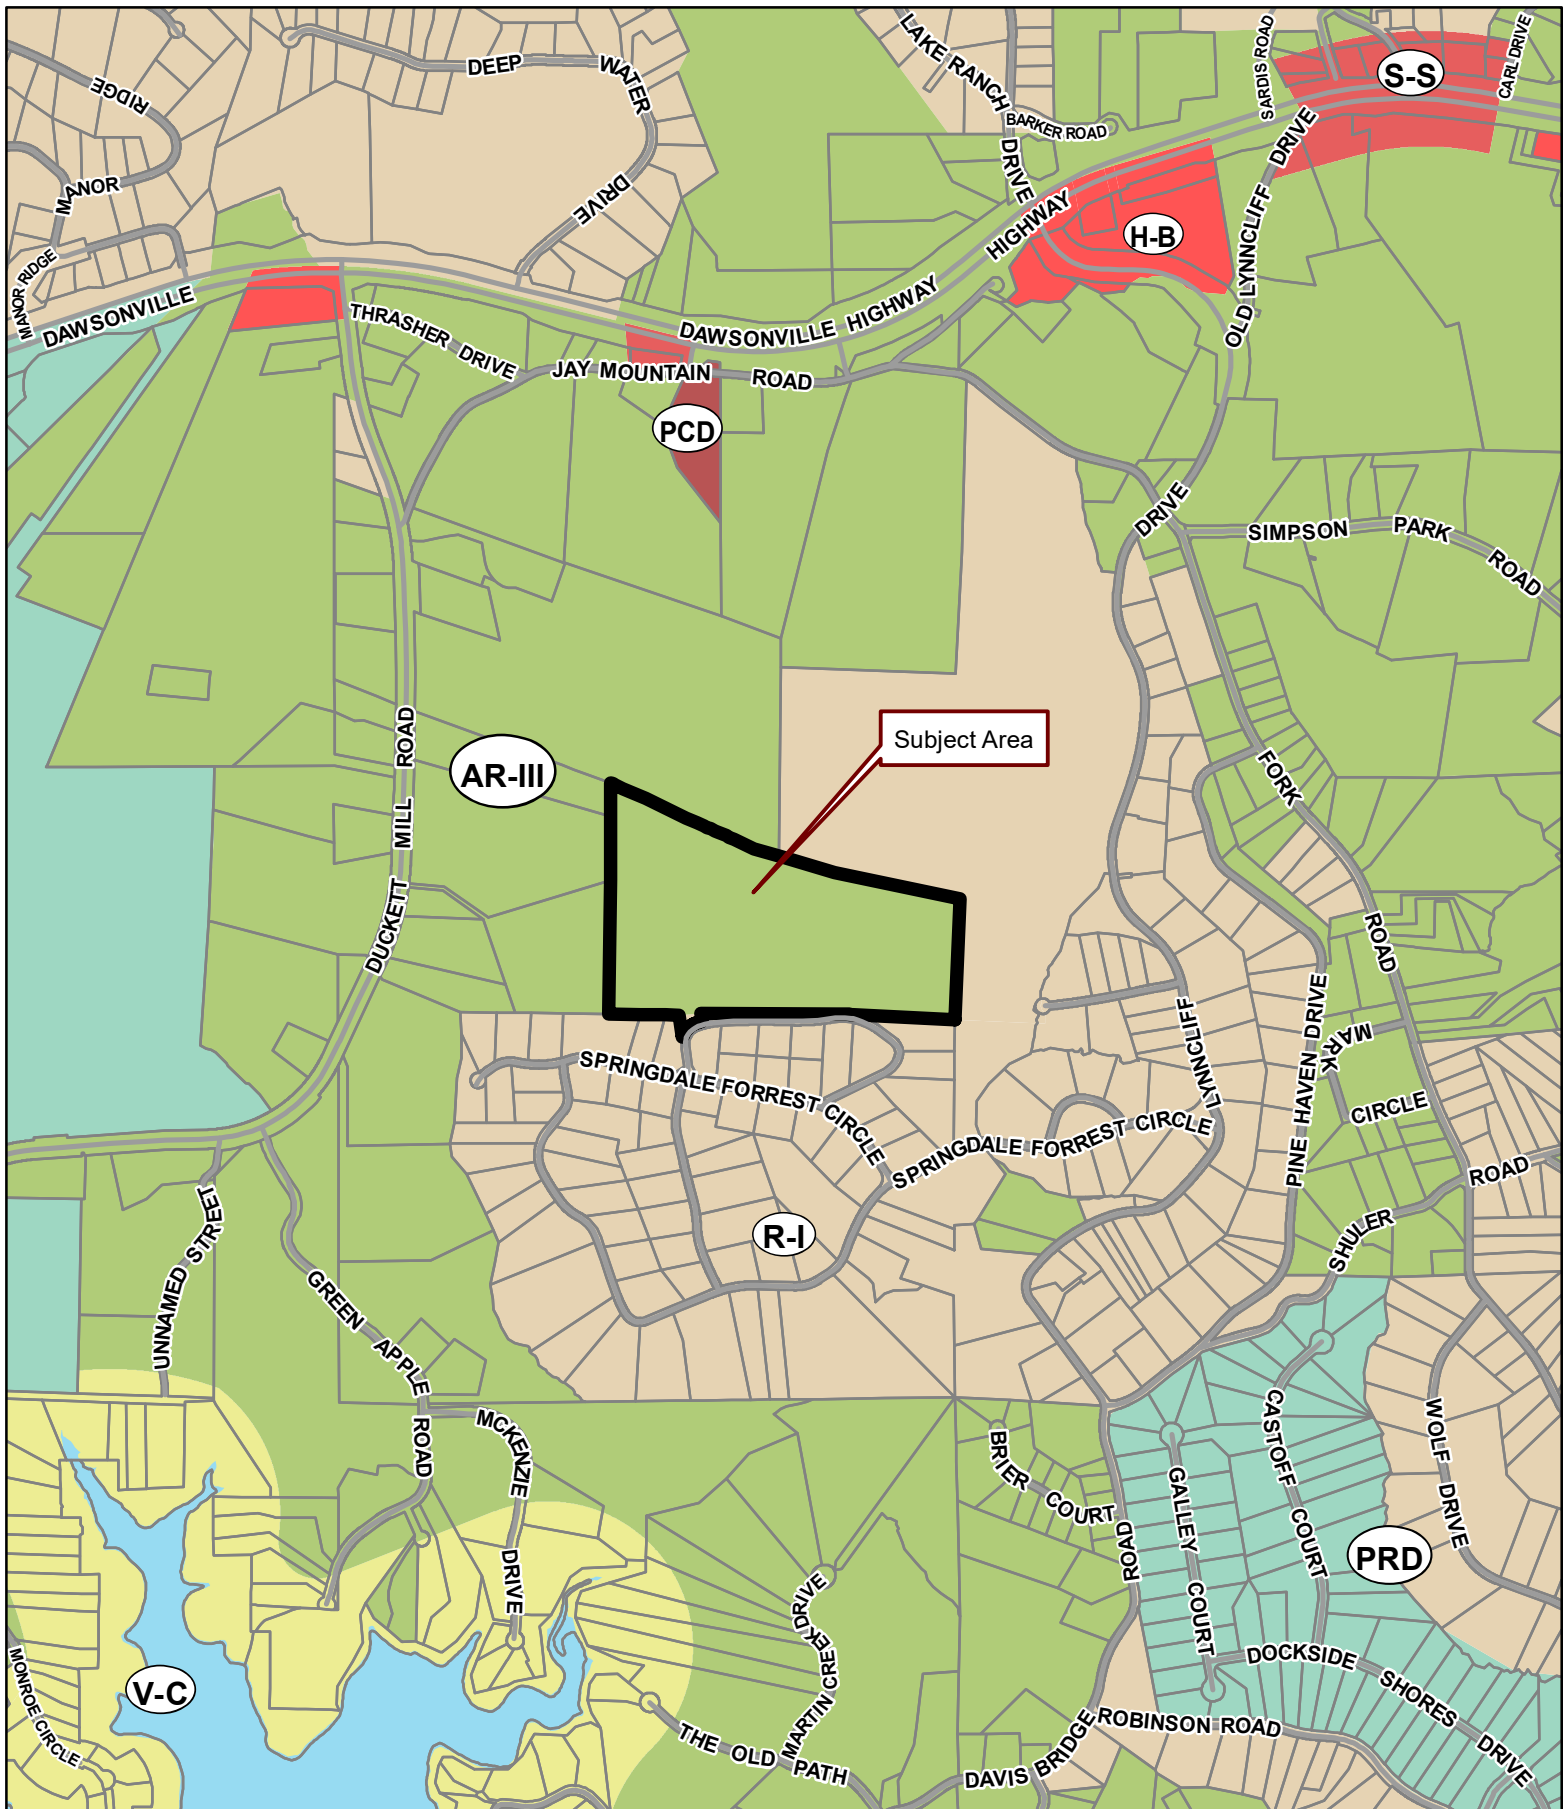 DEEP
WATER
DRIVE
RIDGE
MANOR
MANOR RIDGE
DAWSONVILLE
LAKE RANCH
DRIVE
BARKER ROAD
SARDIS ROAD
S-S
CARL DRIVE
HIGHWAY
H-B
OLD LYNNCLIFF
DRIVE
THRASHER DRIVE
DAWSONVILLE HIGHWAY
JAY MOUNTAIN
ROAD
PCD
DRIVE
SIMPSON
PARK
ROAD
Subject Area
AR-III
DUCKETT
MILL
ROAD
FORK
ROAD
LYNNCLIFF
PINE HAVEN DRIVE
MARK
MARK
CIRCLE
SPRINGDALE FORREST CIRCLE
CIRCLE
SPRINGDALE FORREST CIRCLE
R-I
SHULER
ROAD
UNNAMED STREET
GREEN APPLE
ROAD
MCKENZIE
DRIVE
BRIER
COURT
ROAD
GALLEY
COURT
CASTOFF
COURT
WOLF
DRIVE
PRD
V-C
MONROE CIRCLE
MARTIN CREEK DRIVE
THE OLD PATH
DAVIS BRIDGE
ROBINSON ROAD
DOCKSIDE
SHORES
DRIVE